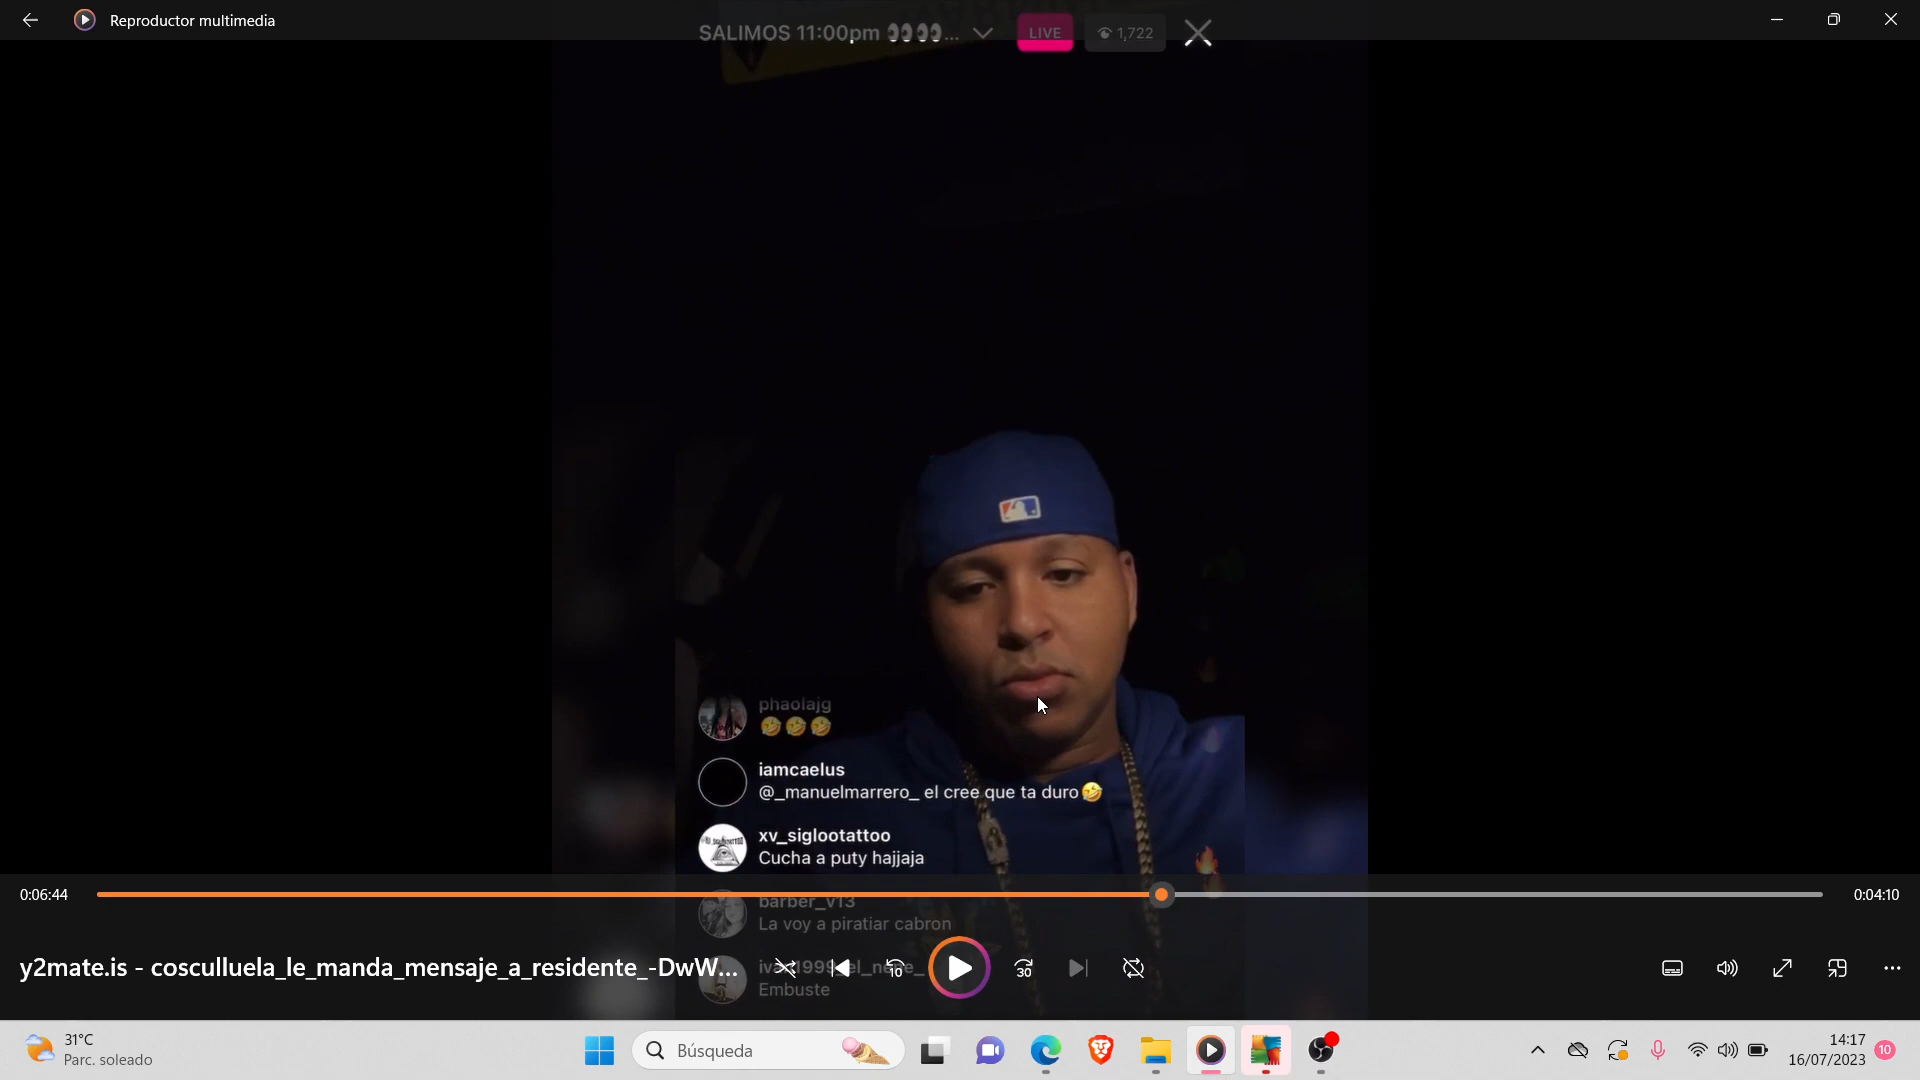 Reproductor multimedia
SALIMOS 11:00pm 👀👀...
LIVE
1,722
phaolajg
🤣🤣🤣
iamcaelus
@_manuelmarrero_ el cree que ta duro🤣
xv_siglootattoo
Cucha a puty hajjaja
barber_v13
La voy a piratiar cabron
Embuste
0:06:44
0:04:10
y2mate.is - cosculluela_le_manda_mensaje_a_residente_-DwW...
10
30
31°C
Parc. soleado
Búsqueda
14:17
16/07/2023
10